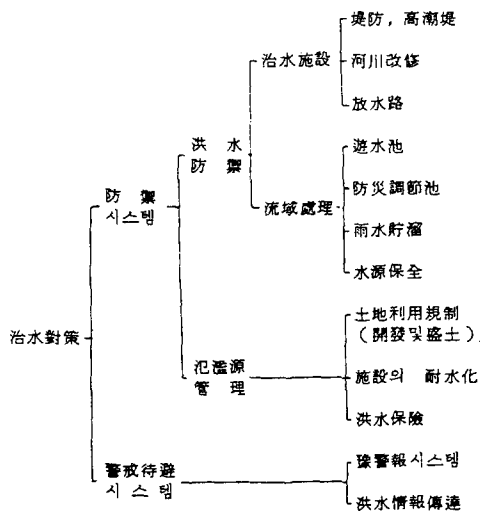 堤防, 高潮堤
治水施設
河川改修
放水路
洪 水
防 禦
遊水池
防災調節池
流域處理
雨水貯溜
水源保全
防 禦
시스템
治水對策
土地利用規制
(開發및盛土)
氾濫源
管 理
施設의 耐水化
洪水保險
警戒待避
시 스 템
豫警報시스템
洪水情報傳達